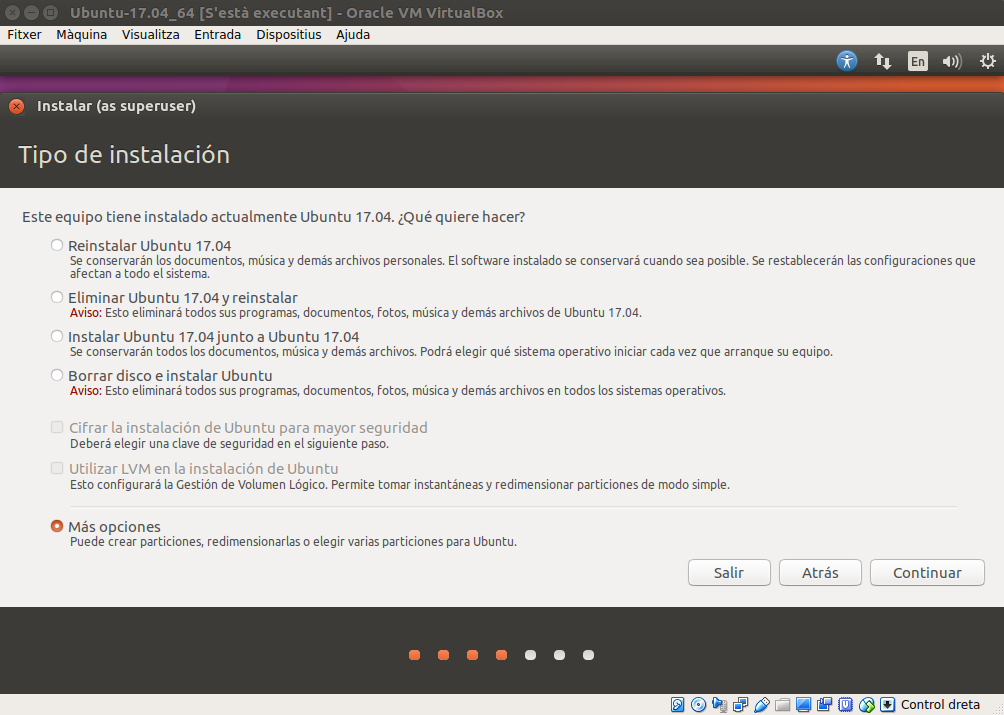 Ubuntu-17.04_64 [S'està executant] - Oracle VM VirtualBox
Fitxer Màquina Visualitza Entrada Dispositius Ajuda
En
Instalar (as superuser)
Tipo de instalación
Este equipo tiene instalado actualmente Ubuntu 17.04. ¿Qué quiere hacer?
Reinstalar Ubuntu 17.04
Se conservarán los documentos, música y demás archivos personales. El software instalado se conservará cuando sea posible. Se restablecerán las configuraciones que
afectan a todo el sistema.
Eliminar Ubuntu 17.04 y reinstalar
Aviso: Esto eliminará todos sus programas, documentos, fotos, música y demás archivos de Ubuntu 17.04.
Instalar Ubuntu 17.04 junto a Ubuntu 17.04
Se conservarán todos los documentos, música y demás archivos. Podrá elegir qué sistema operativo iniciar cada vez que arranque su equipo.
Borrar disco e instalar Ubuntu
Aviso: Esto eliminará todos sus programas, documentos, fotos, música y demás archivos en todos los sistemas operativos.
Cifrar la instalación de Ubuntu para mayor seguridad
Deberá elegir una clave de seguridad en el siguiente paso.
Utilizar LVM en la instalación de Ubuntu
Esto configurará la Gestión de Volumen Lógico. Permite tomar instantáneas y redimensionar particiones de modo simple.
Más opciones
Puede crear particiones, redimensionarlas o elegir varias particiones para Ubuntu.
Salir Atrás Continuar
Control dreta